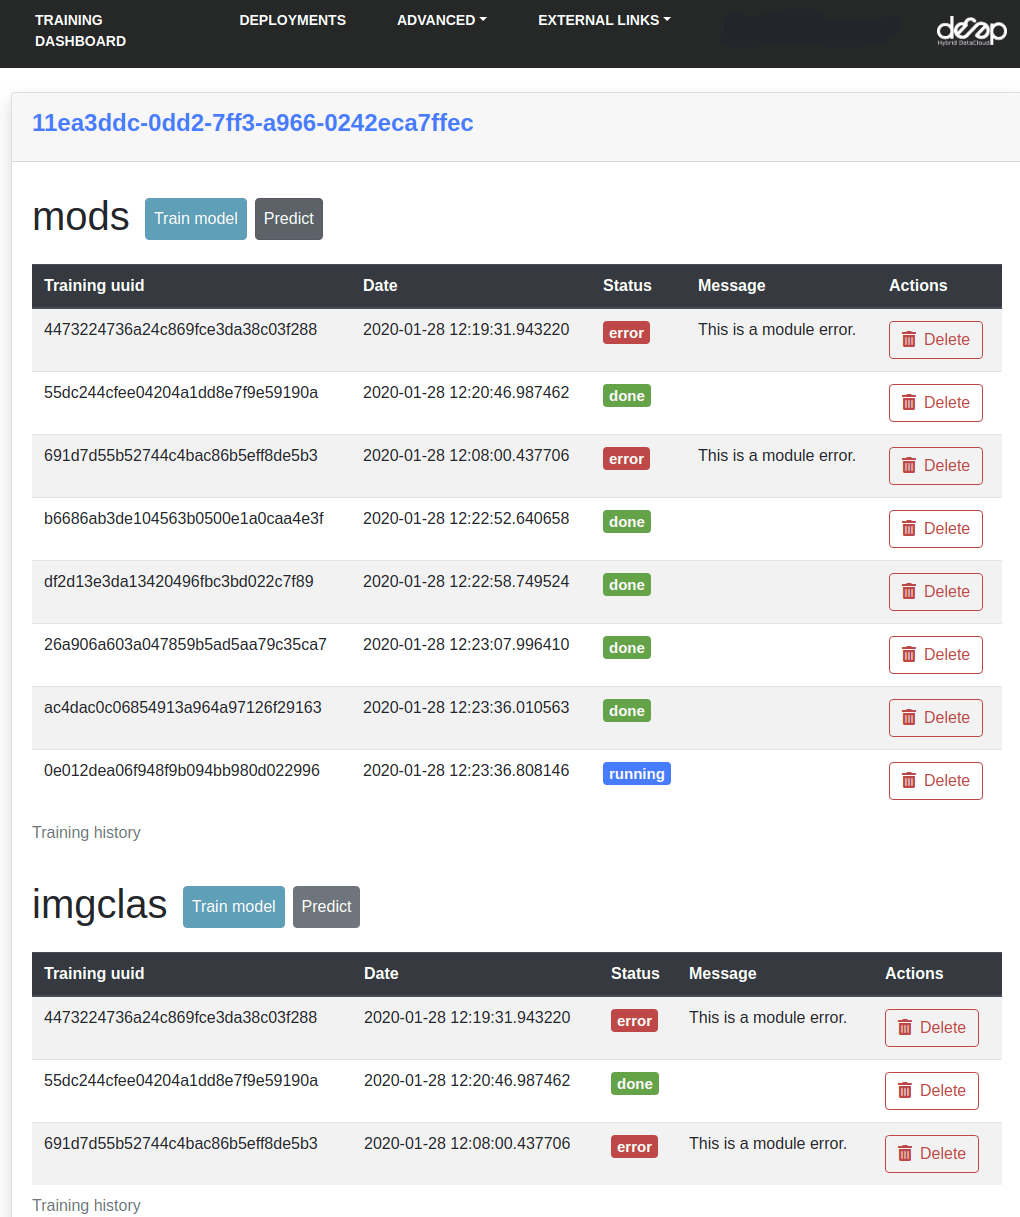 TRAINING DASHBOARD DEPLOYMENTS ADVANCED EXTERNAL LINKS
deep
Hybrid DataCloud
11ea3ddc-0dd2-7ff3-a966-0242eca7ffec
mods Train model Predict
Training uuid Date Status Message Actions
4473224736a24c869fce3da38c03f288 2020-01-28 12:19:31.943220 error This is a module error. Delete
55dc244cfee04204a1dd8e7f9e59190a 2020-01-28 12:20:46.987462 done Delete
691d7d55b52744c4bac86b5eff8de5b3 2020-01-28 12:08:00.437706 error This is a module error. Delete
b6686ab3de104563b0500e1a0caa4e3f 2020-01-28 12:22:52.640658 done Delete
df2d13e3da13420496fbc3bd022c7f89 2020-01-28 12:22:58.749524 done Delete
26a906a603a047859b5ad5aa79c35ca7 2020-01-28 12:23:07.996410 done Delete
ac4dac0c06854913a964a97126f29163 2020-01-28 12:23:36.010563 done Delete
0e012dea06f948f9b094bb980d022996 2020-01-28 12:23:36.808146 running Delete
Training history
imgclas Train model Predict
Training uuid Date Status Message Actions
4473224736a24c869fce3da38c03f288 2020-01-28 12:19:31.943220 error This is a module error. Delete
55dc244cfee04204a1dd8e7f9e59190a 2020-01-28 12:20:46.987462 done Delete
691d7d55b52744c4bac86b5eff8de5b3 2020-01-28 12:08:00.437706 error This is a module error. Delete
Training history